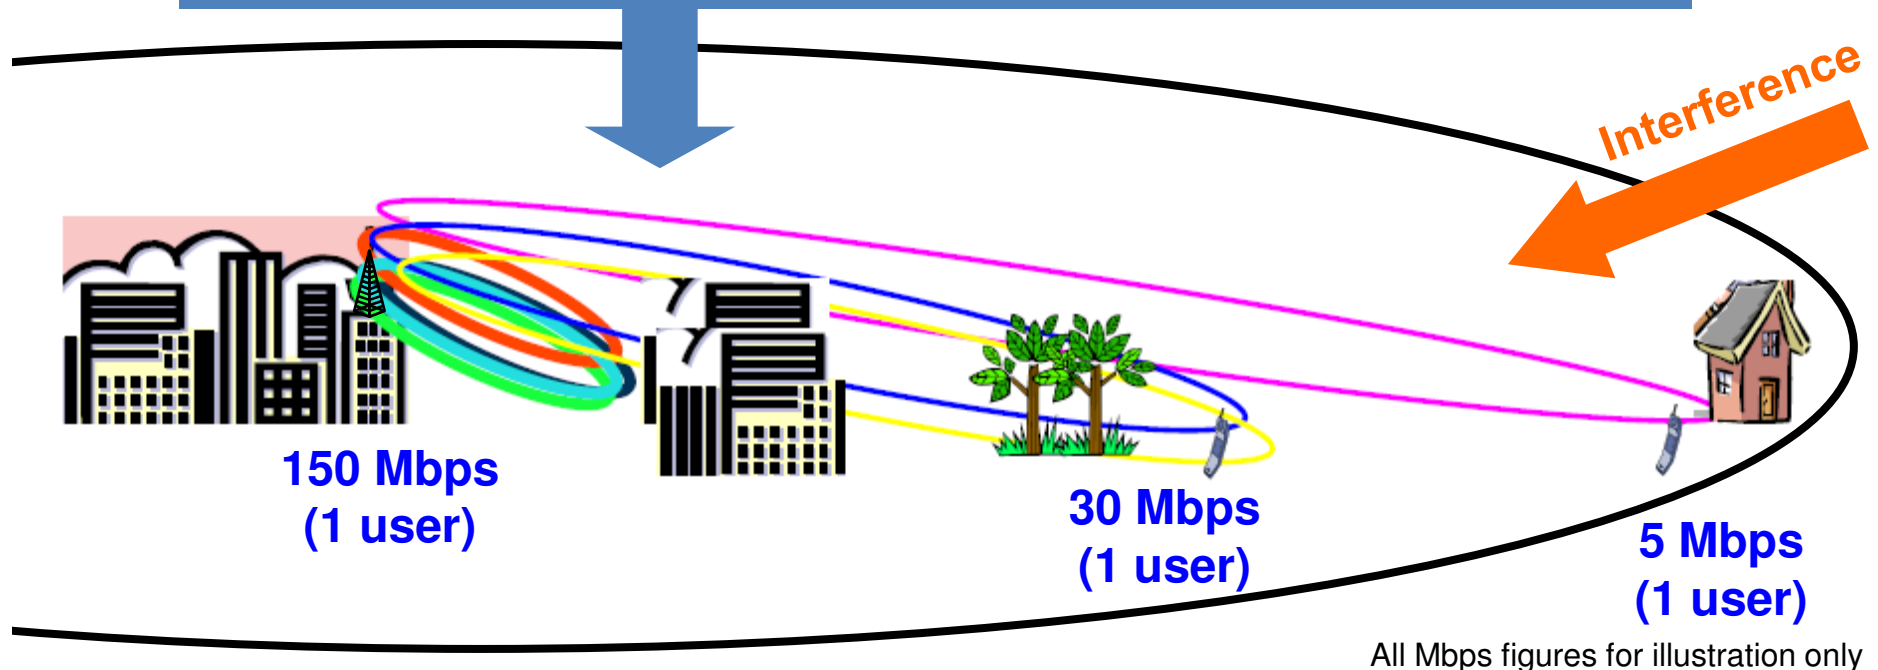 Interference
150 Mbps
(1 user)
30 Mbps
(1 user)
5 Mbps
(1 user)
All Mbps figures for illustration only